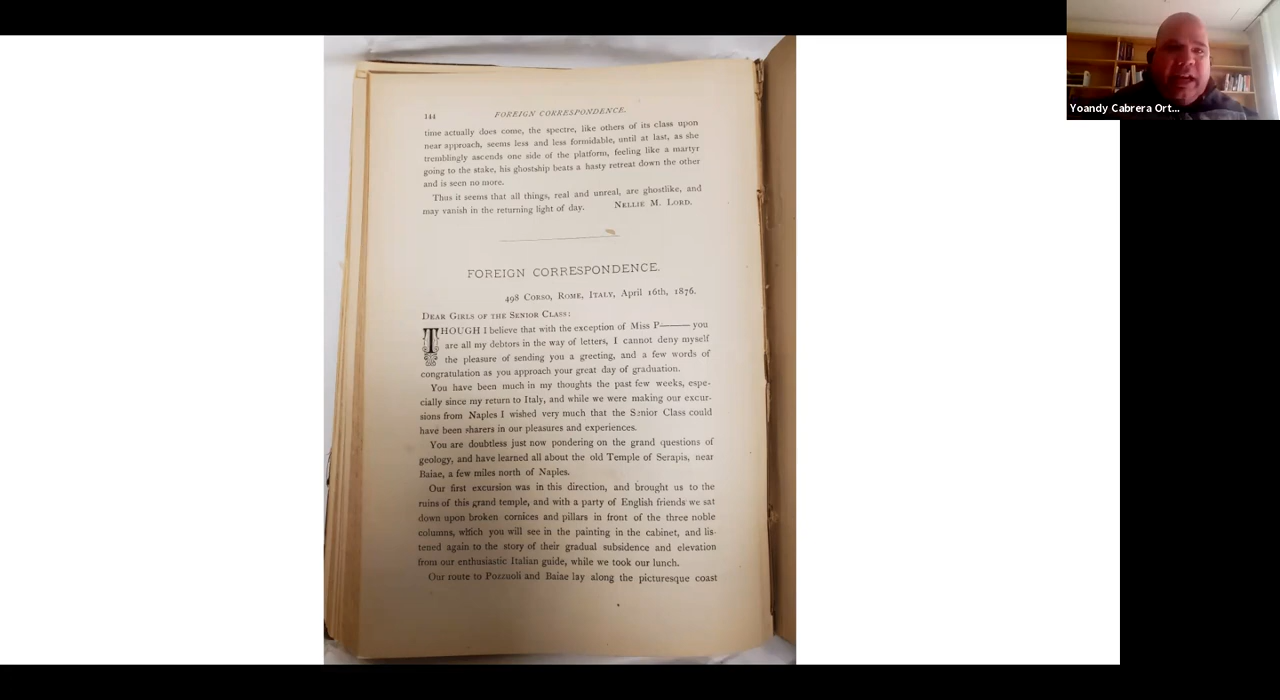 Yoandy Cabrera Ort...
144
FOREIGN CORRESPONDENCE.
time actually does come, the spectre, like others of its class upon
near approach, seems less and less formidable, until at last, as she
tremblingly ascends one side of the platform, feeling like a martyr
going to the stake, his ghostship beats a hasty retreat down the other
and is seen no more.
Thus it seems that all things, real and unreal, are ghostlike, and
may vanish in the returning light of day. NELLIE M. LORD.
FOREIGN CORRESPONDENCE.
498 CORSO, ROME, ITALY, April 16th, 1876.
DEAR GIRLS OF THE SENIOR CLASS:
THOUGH I believe that with the exception of Miss P—— you
are all my debtors in the way of letters, I cannot deny myself
the pleasure of sending you a greeting, and a few words of
congratulation as you approach your great day of graduation.
You have been much in my thoughts the past few weeks, espe-
cially since my return to Italy, and while we were making our excur-
sions from Naples I wished very much that the Senior Class could
have been sharers in our pleasures and experiences.
You are doubtless just now pondering on the grand questions of
geology, and have learned all about the old Temple of Serapis, near
Baiae, a few miles north of Naples.
Our first excursion was in this direction, and brought us to the
ruins of this grand temple, and with a party of English friends we sat
down upon broken cornices and pillars in front of the three noble
columns, which you will see in the painting in the cabinet, and lis-
tened again to the story of their gradual subsidence and elevation
from our enthusiastic Italian guide, while we took our lunch.
Our route to Pozzuoli and Baiae lay along the picturesque coast